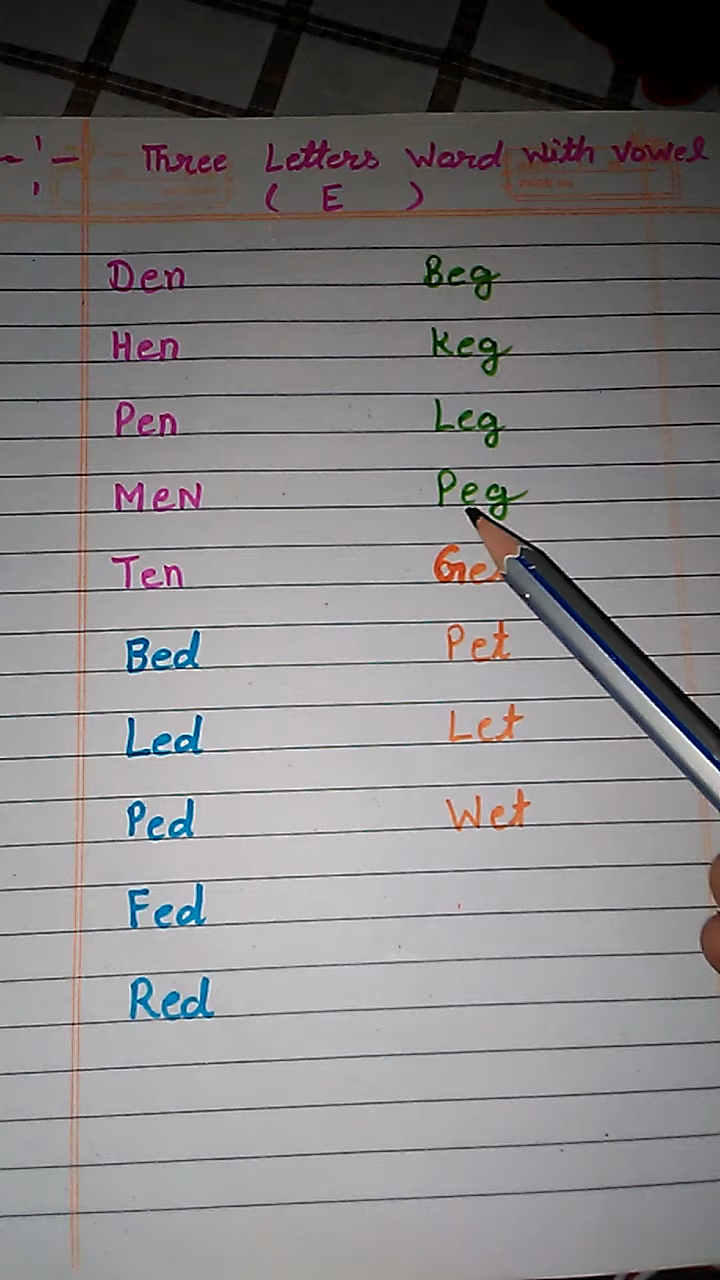 Three Letters Word with vowel
( E )
Den Beg
Hen Keg
Pen Leg
MeN Peg
Ten
Bed Pet
Led Let
Ped Wet
Fed
Red